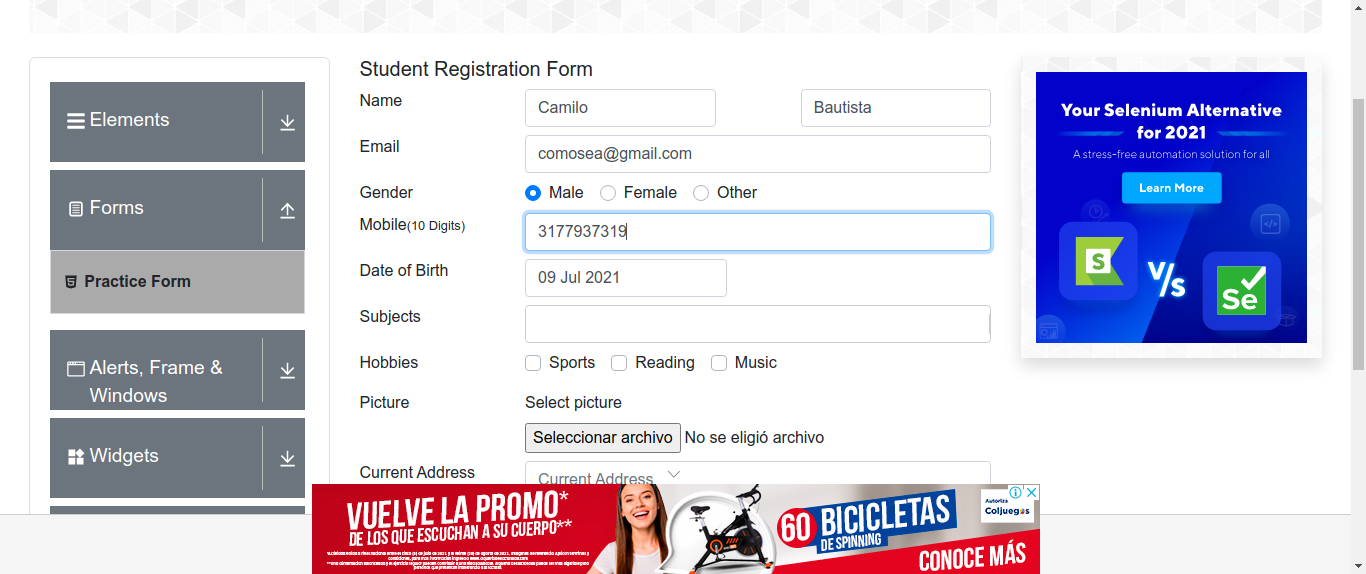 Elements
Forms
Practice Form
Alerts, Frame &
Windows
Widgets
Student Registration Form
Name
Camilo
Bautista
Email
comosea@gmail.com
Gender
Male
Female
Other
Mobile(10 Digits)
3177937319
Date of Birth
09 Jul 2021
Subjects
Hobbies
Sports
Reading
Music
Picture
Select picture
Seleccionar archivo
No se eligió archivo
Current Address
Current Address
Your Selenium Alternative
for 2021
A stress-free automation solution for all
Learn More
S
V/s
Se
VUELVE LA PROMO*
DE LOS QUE ESCUCHAN A SU CUERPO**
60 BICICLETAS
DE SPINNING
CONOCE MÁS
Autoriza
Coljuegos